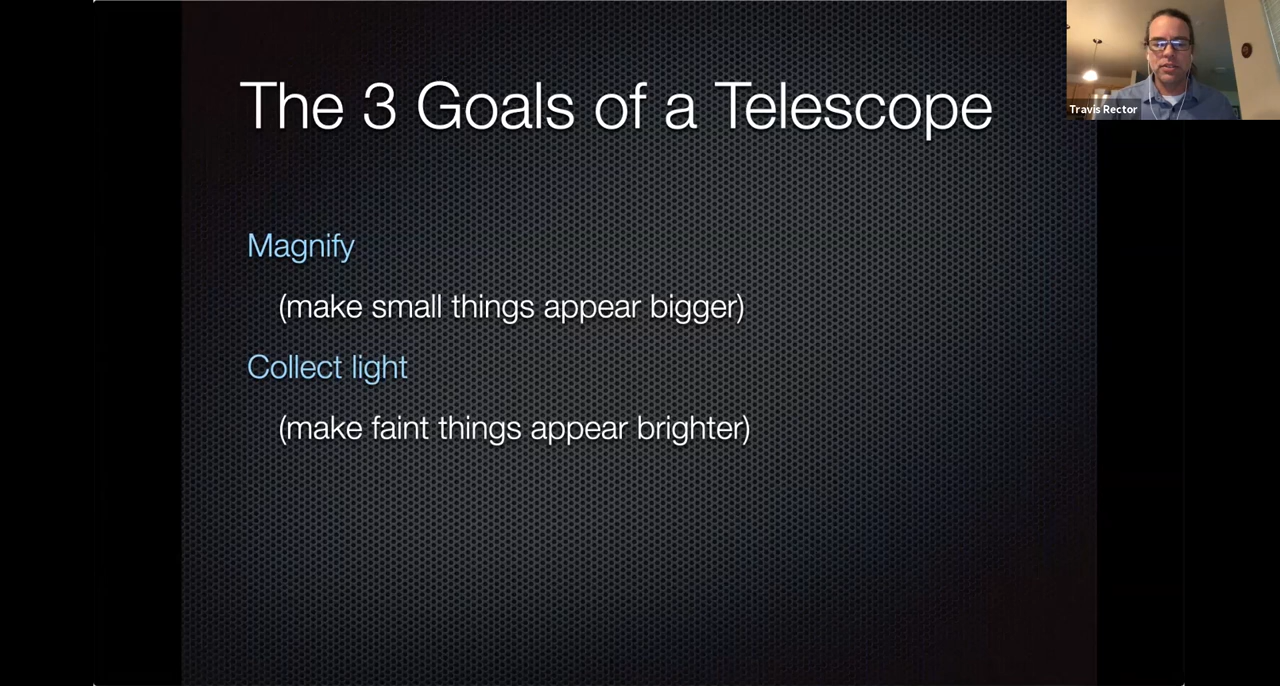 The 3 Goals of a Telescope
Travis Rector
Magnify
(make small things appear bigger)
Collect light
(make faint things appear brighter)